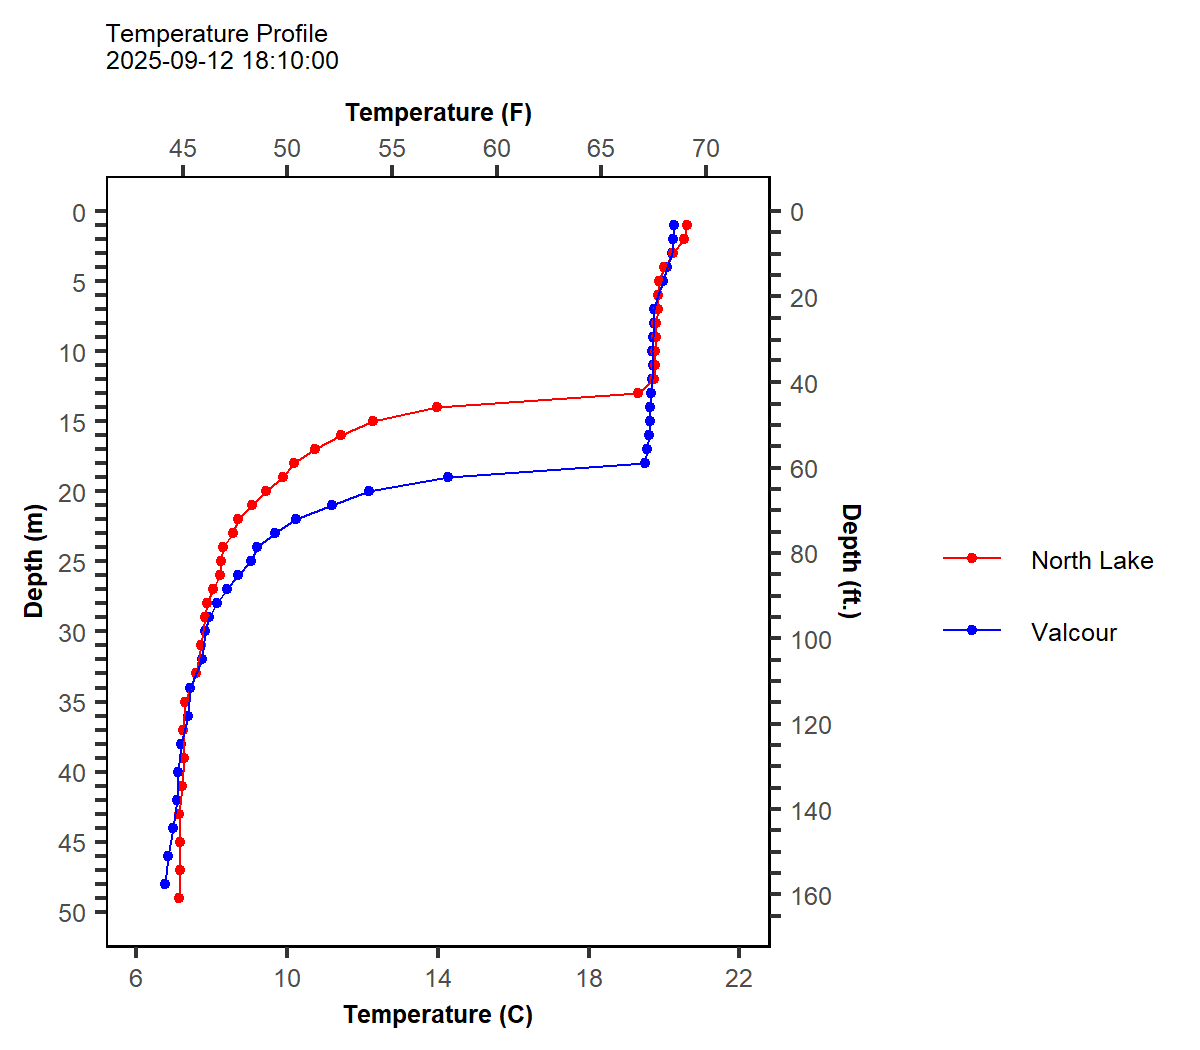 Temperature Profile
2025-09-12 18:10:00
Temperature (F)
45 50 55 60 65 70
0
5
10
15
20
25
30
35
40
45
50
Depth (m)
0
20
40
60
80
100
120
140
160
Depth (ft.)
North Lake
Valcour
6 10 14 18 22
Temperature (C)